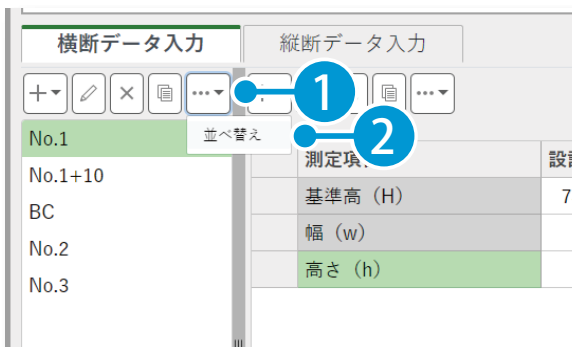 横断データ入力
縦断データ入力
1
並べ替え
2
No.1
No.1+10
BC
No.2
No.3
測定項
設
基準高（H）
7
幅（w）
高さ（h）